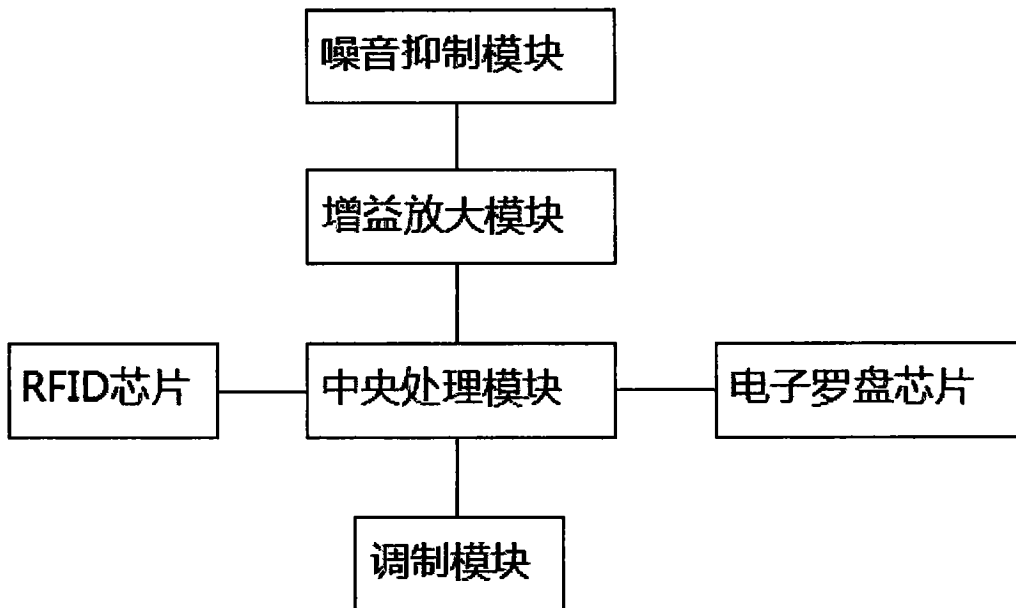 噪音抑制模块
增益放大模块
RFID芯片
中央处理模块
电子罗盘芯片
调制模块